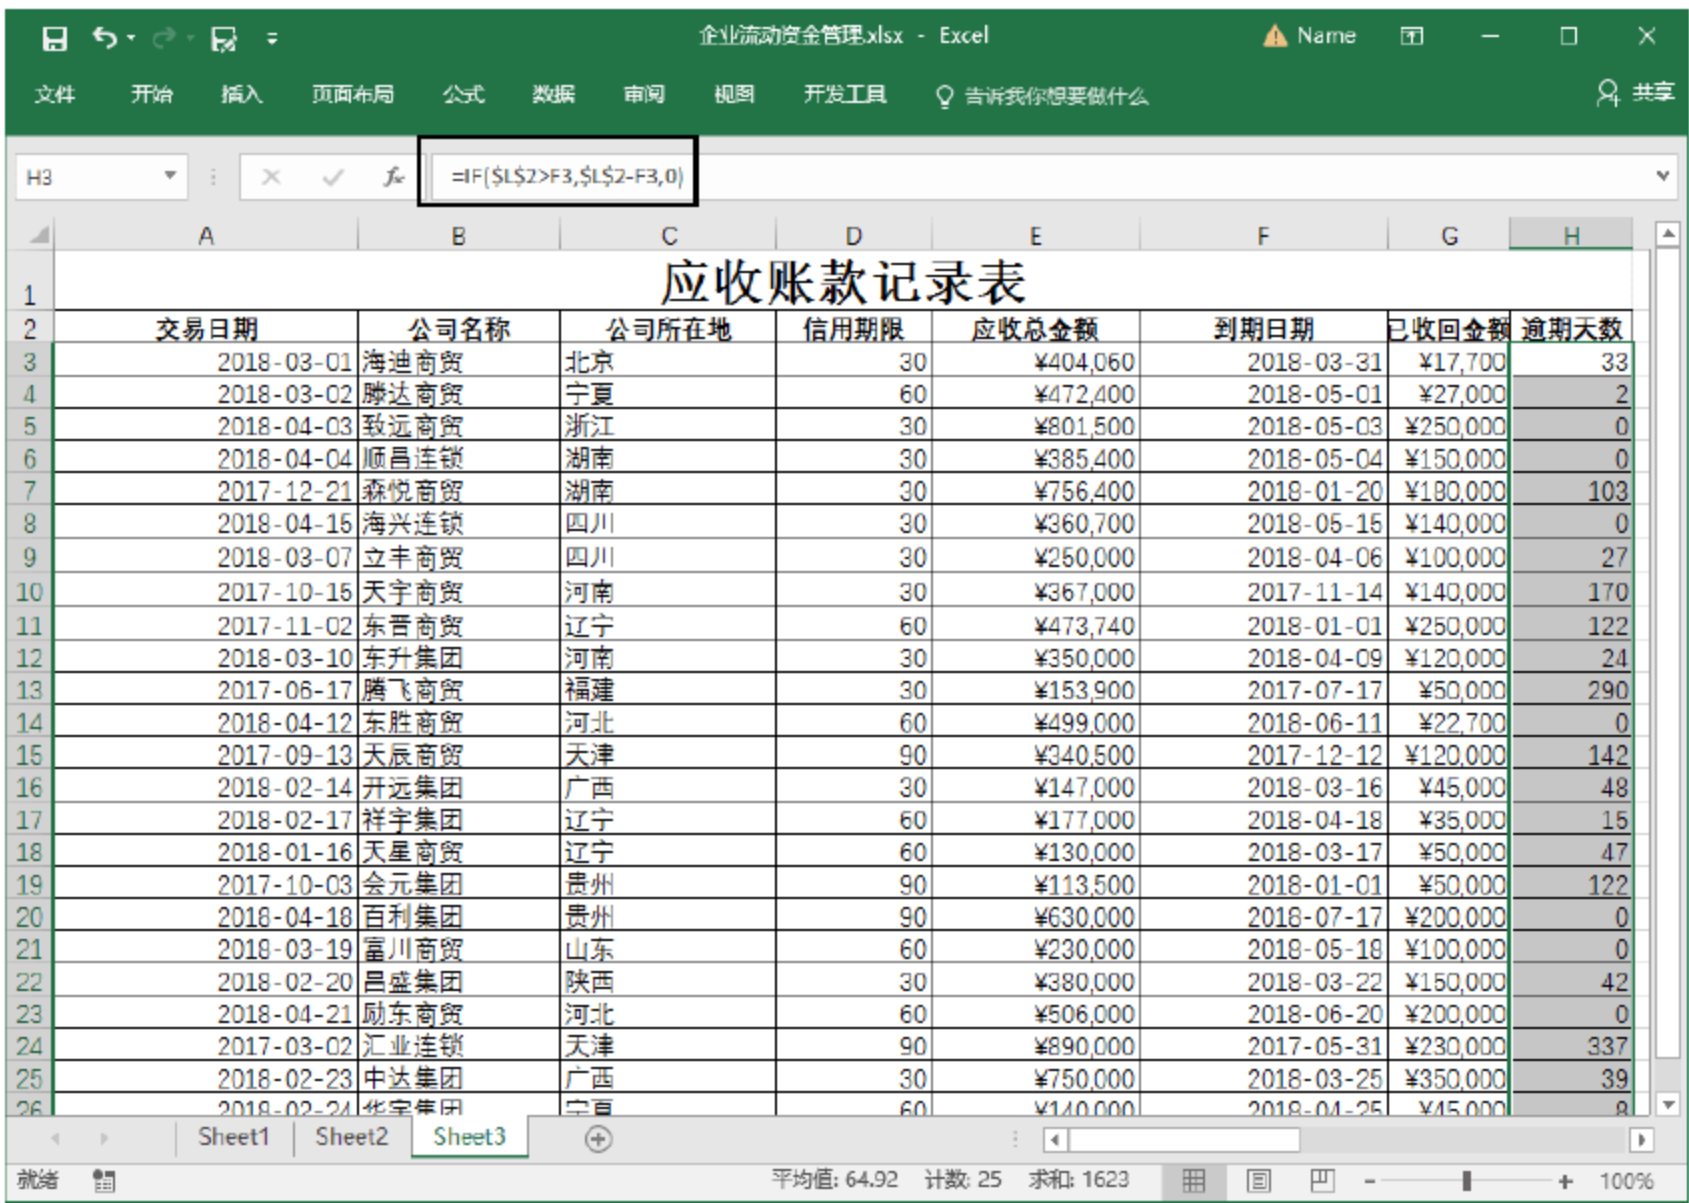 企业流动资金管理.xlsx - Excel Name
文件 开始 插入 页面布局 公式 数据 审阅 视图 开发工具 告诉我你想要做什么 共享
H3 fx =IF($L$2>F3,$L$2-F3,0)
A B C D E F G H
1 应收账款记录表
2 交易日期 公司名称 公司所在地 信用期限 应收总金额 到期日期 已收回金额 逾期天数
3 2018-03-01 海迪商贸 北京 30 ¥404,060 2018-03-31 ¥17,700 33
4 2018-03-02 滕达商贸 宁夏 60 ¥472,400 2018-05-01 ¥27,000 2
5 2018-04-03 致远商贸 浙江 30 ¥801,500 2018-05-03 ¥250,000 0
6 2018-04-04 顺昌连锁 湖南 30 ¥385,400 2018-05-04 ¥150,000 0
7 2017-12-21 森悦商贸 湖南 30 ¥756,400 2018-01-20 ¥180,000 103
8 2018-04-15 海兴连锁 四川 30 ¥360,700 2018-05-15 ¥140,000 0
9 2018-03-07 立丰商贸 四川 30 ¥250,000 2018-04-06 ¥100,000 27
10 2017-10-15 天宇商贸 河南 30 ¥367,000 2017-11-14 ¥140,000 170
11 2017-11-02 东晋商贸 辽宁 60 ¥473,740 2018-01-01 ¥250,000 122
12 2018-03-10 东升集团 河南 30 ¥350,000 2018-04-09 ¥120,000 24
13 2017-06-17 腾飞商贸 福建 30 ¥153,900 2017-07-17 ¥50,000 290
14 2018-04-12 东胜商贸 河北 60 ¥499,000 2018-06-11 ¥22,700 0
15 2017-09-13 天辰商贸 天津 90 ¥340,500 2017-12-12 ¥120,000 142
16 2018-02-14 开远集团 广西 30 ¥147,000 2018-03-16 ¥45,000 48
17 2018-02-17 祥宇集团 辽宁 60 ¥177,000 2018-04-18 ¥35,000 15
18 2018-01-16 天星商贸 辽宁 60 ¥130,000 2018-03-17 ¥50,000 47
19 2017-10-03 会元集团 贵州 90 ¥113,500 2018-01-01 ¥50,000 122
20 2018-04-18 百利集团 贵州 90 ¥630,000 2018-07-17 ¥200,000 0
21 2018-03-19 富川商贸 山东 60 ¥230,000 2018-05-18 ¥100,000 0
22 2018-02-20 昌盛集团 陕西 30 ¥380,000 2018-03-22 ¥150,000 42
23 2018-04-21 励东商贸 河北 60 ¥506,000 2018-06-20 ¥200,000 0
24 2017-03-02 汇业连锁 天津 90 ¥890,000 2017-05-31 ¥230,000 337
25 2018-02-23 中达集团 广西 30 ¥750,000 2018-03-25 ¥350,000 39
26 2018-02-24 华宇集团 宁夏 60 ¥140,000 2018-04-25 ¥45,000 8
Sheet1 Sheet2 Sheet3
就绪 平均值: 64.92 计数: 25 求和: 1623 100%